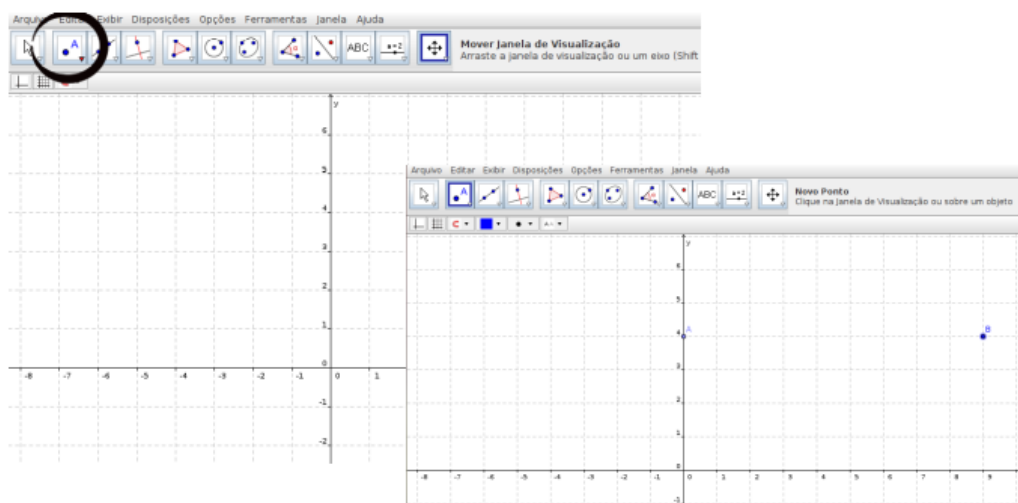 Arquivo Editar Exibir Disposições Opções Ferramentas Janela Ajuda
A ABC a=2 Mover Janela de Visualização
Arraste a janela de visualização ou um eixo (Shift
y
6
5
4
3
2
1
0
-8 -7 -6 -5 -4 -3 -2 -1 0 1
-1
-2
Arquivo Editar Exibir Disposições Opções Ferramentas Janela Ajuda
A ABC a=2 Novo Ponto
Clique na Janela de Visualização ou sobre um objeto
y
6
5
4 A B
3
2
1
0
-8 -7 -6 -5 -4 -3 -2 -1 0 1 2 3 4 5 6 7 8 9
-1